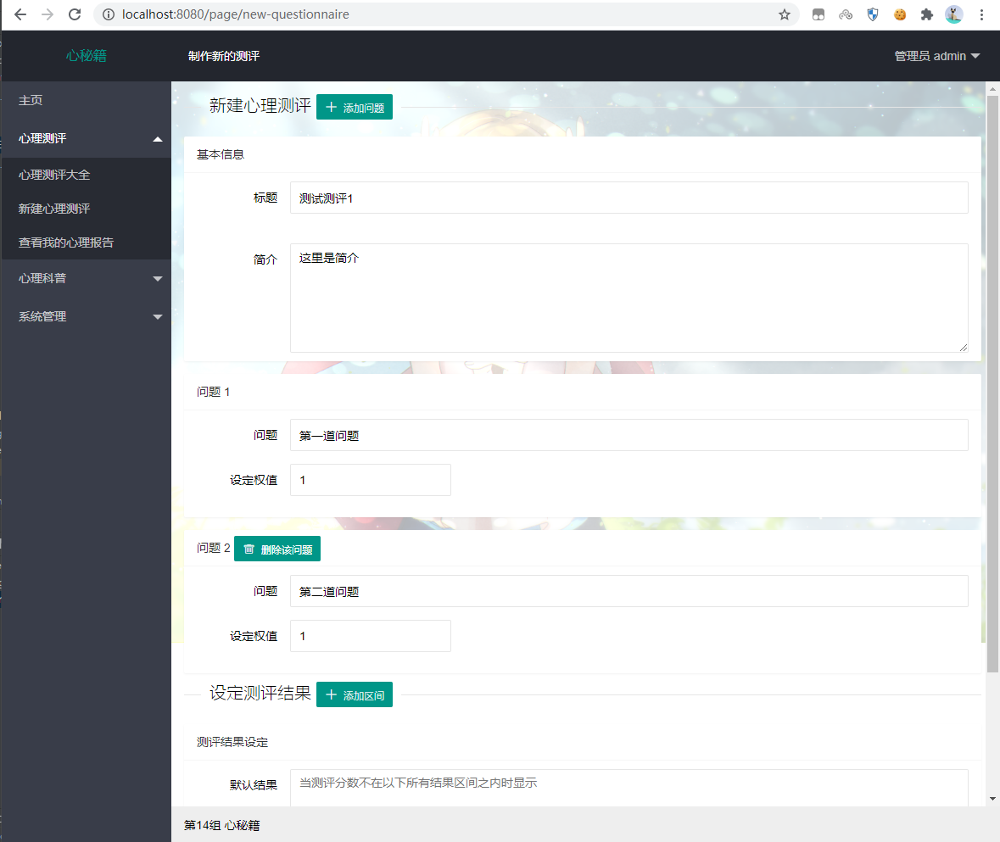 localhost:8080/page/new-questionnaire
心秘籍
制作新的测评
管理员 admin
主页
心理测评
心理测评大全
新建心理测评
查看我的心理报告
心理科普
系统管理
新建心理测评 添加问题
基本信息
标题 测试测评1
简介 这里是简介
问题 1
问题 第一道问题
设定权值 1
问题 2 删除该问题
问题 第二道问题
设定权值 1
设定测评结果 添加区间
测评结果设定
默认结果 当测评分数不在以下所有结果区间之内时显示
第14组 心秘籍